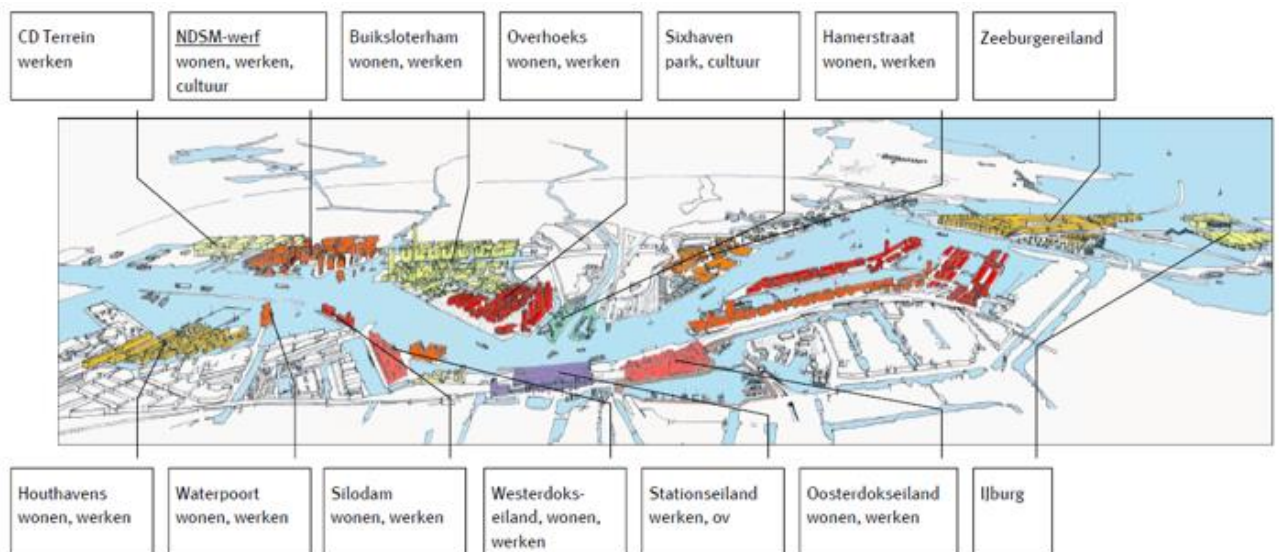 CD Terrein
werken
NDSM-werf
wonen, werken,
cultuur
Buiksloterham
wonen, werken
Overhoeks
wonen, werken
Sixhaven
park, cultuur
Hamerstraat
wonen, werken
Zeeburgereiland
Houthavens
wonen, werken
Waterpoort
wonen, werken
Silodam
wonen, werken
Westerdoks-
eiland, wonen,
werken
Stationseiland
werken, ov
Oosterdokseiland
wonen, werken
IJburg